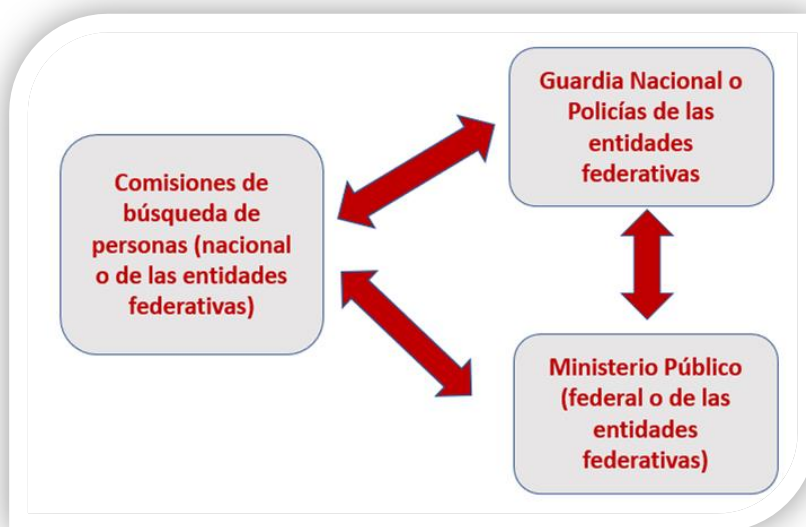 Comisiones de
búsqueda de
personas (nacional
o de las entidades
federativas)
Guardia Nacional o
Policías de las
entidades
federativas
Ministerio Público
(federal o de las
entidades
federativas)